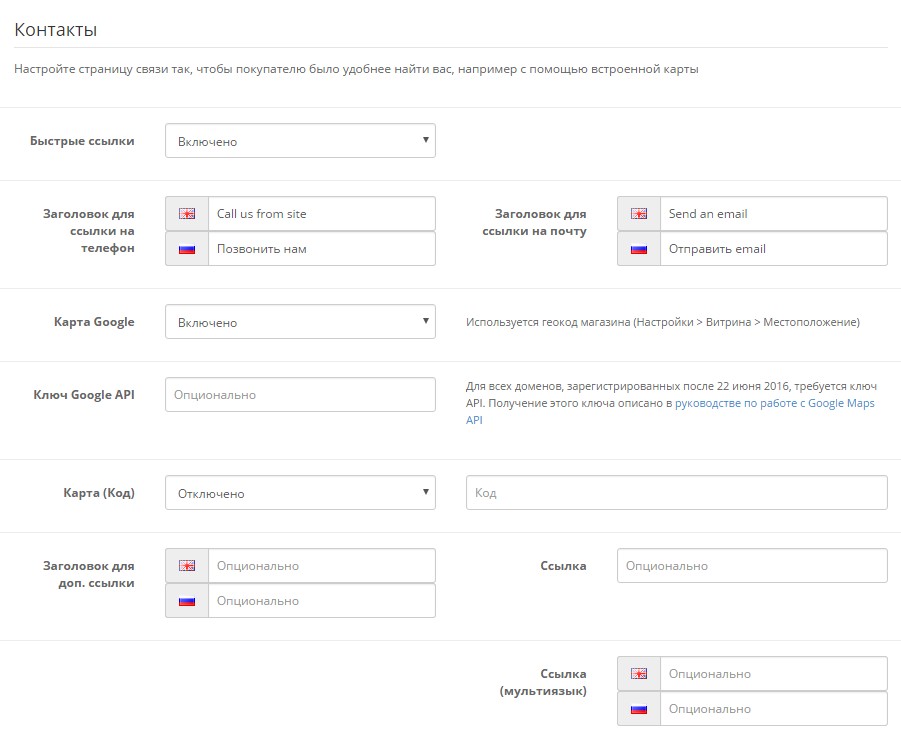 Контакты
Настройте страницу связи так, чтобы покупателю было удобнее найти вас, например с помощью встроенной карты
Быстрые ссылки
Включено
Заголовок для
ссылки на
телефон
Call us from site
Позвонить нам
Заголовок для
ссылки на почту
Send an email
Отправить email
Карта Google
Включено
Используется геокод магазина (Настройки > Витрина > Местоположение)
Ключ Google API
Опционально
Для всех доменов, зарегистрированных после 22 июня 2016, требуется ключ
API. Получение этого ключа описано в руководстве по работе с Google Maps
API
Карта (Код)
Отключено
Код
Заголовок для
доп. ссылки
Опционально
Опционально
Ссылка
Опционально
Ссылка
(мультиязык)
Опционально
Опционально